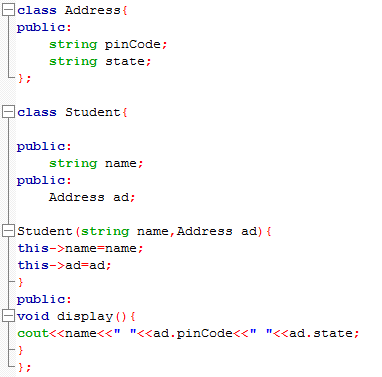 class Address{
public:
    string pinCode;
    string state;
};

class Student{

public:
    string name;
public:
    Address ad;

Student(string name,Address ad){
this->name=name;
this->ad=ad;
}
public:
void display(){
cout<<name<<" "<<ad.pinCode<<" "<<ad.state;
}
};